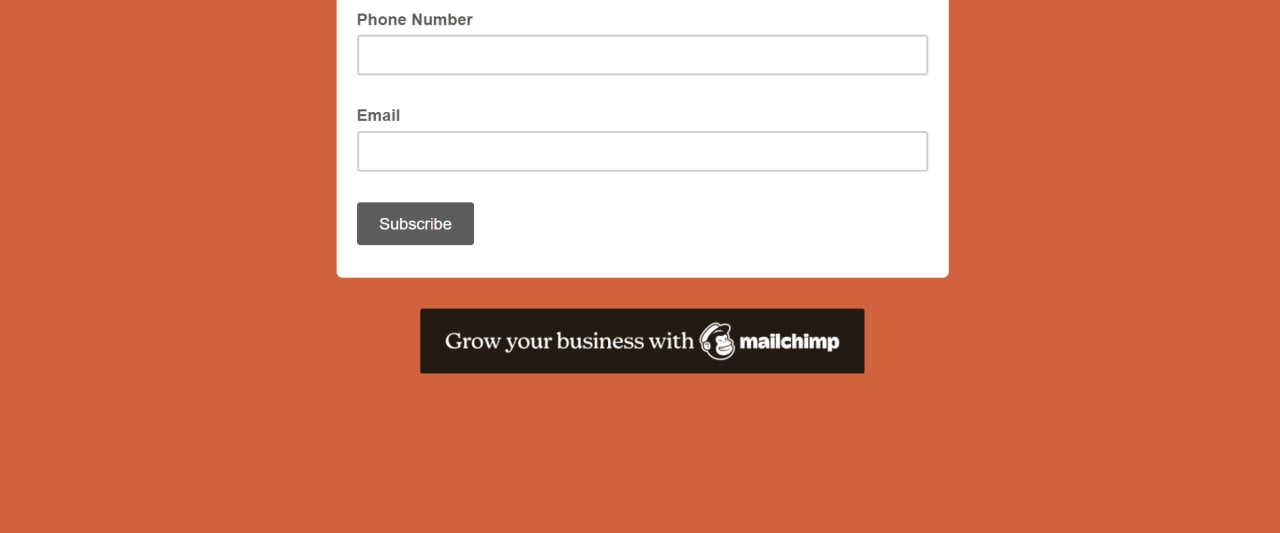 Phone Number
Email
Subscribe
Grow your business with mailchimp